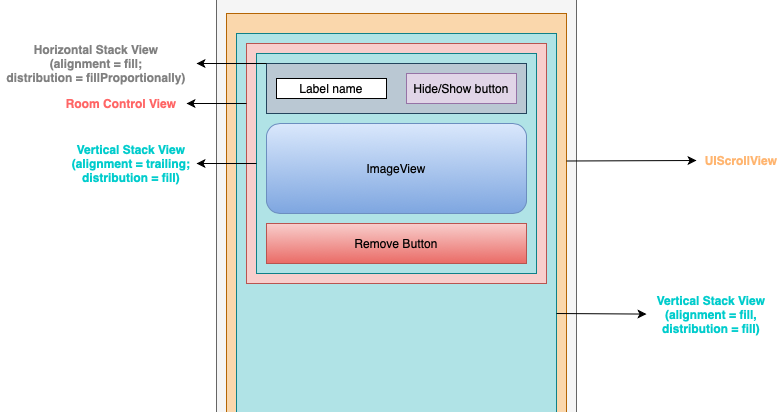 Horizontal Stack View
(alignment = fill;
distribution = fillProportionally)
Room Control View
Vertical Stack View
(alignment = trailing;
distribution = fill)
Label name
Hide/Show button
ImageView
Remove Button
UIScrollView
Vertical Stack View
(alignment = fill,
distribution = fill)